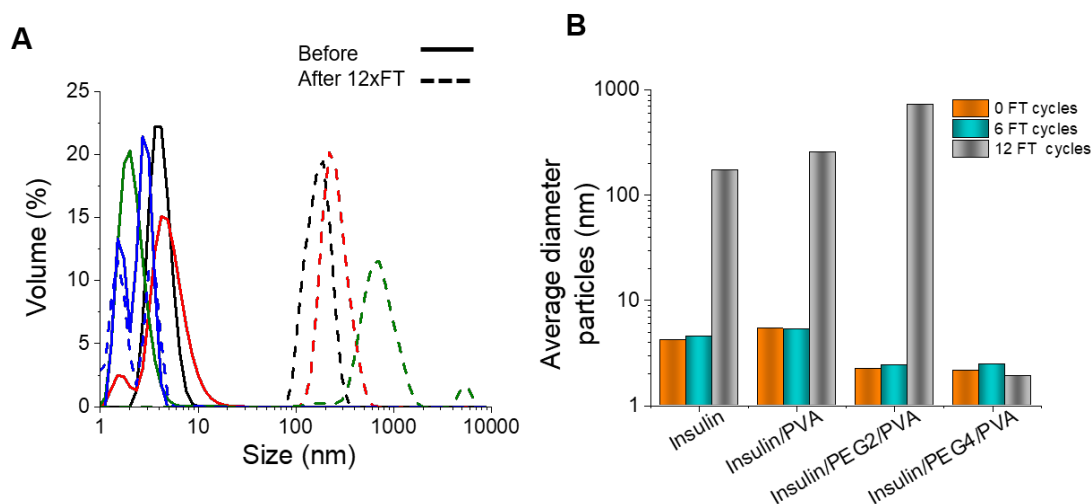 A
Before
After 12xFT
25
20
15
10
5
0
Volume (%)
1
10
100
1000
10000
Size (nm)
B
1000
100
10
1
Average diameter
particles (nm)
0 FT cycles
6 FT cycles
12 FT cycles
Insulin
Insulin/PVA
Insulin/PEG2/PVA
Insulin/PEG4/PVA